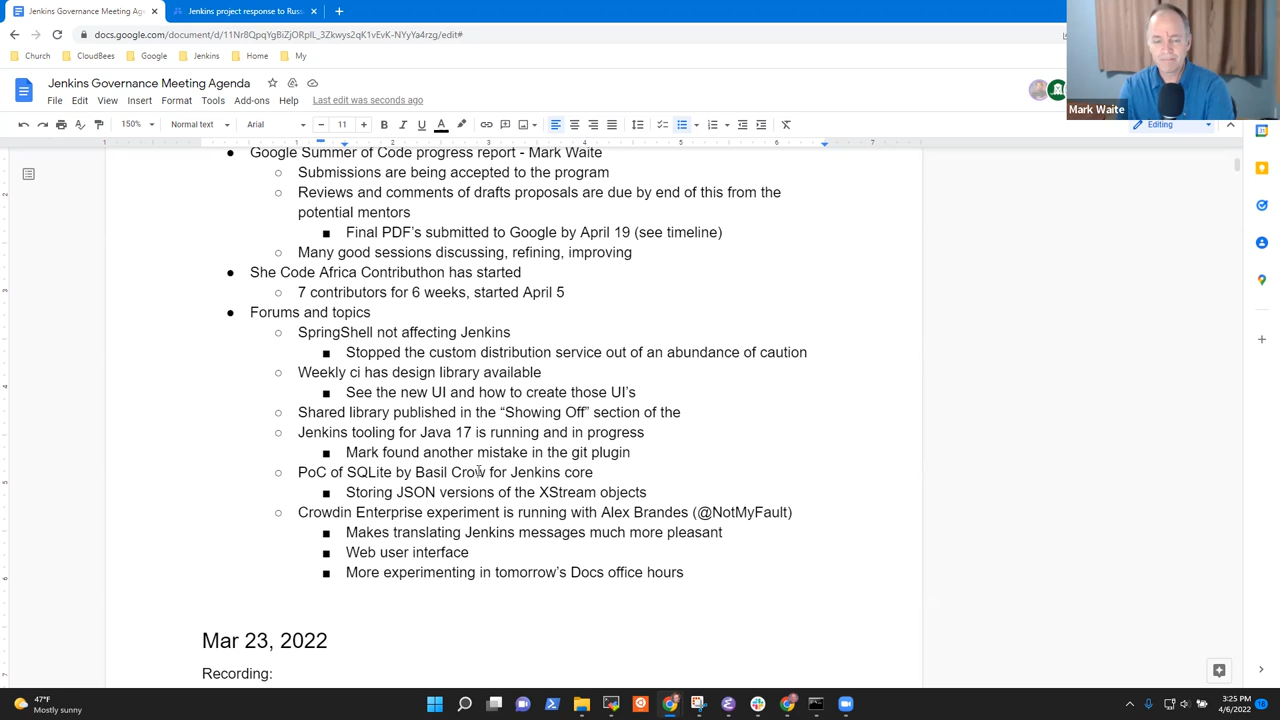 Jenkins Governance Meeting Ag
Jenkins project response to Russ
docs.google.com/document/d/11Nr8QpqYgBiZjORpIL_3Zkwys2qK1vEvK-NYyYa4rzg/edit#
Church
CloudBees
Google
Jenkins
Home
My
Jenkins Governance Meeting Agenda
File Edit View Insert Format Tools Add-ons Help Last edit was seconds ago
150% Normal text Arial 11 Editing
Mark Waite
Google Summer of Code progress report - Mark Waite
Submissions are being accepted to the program
Reviews and comments of drafts proposals are due by end of this from the
potential mentors
Final PDF's submitted to Google by April 19 (see timeline)
Many good sessions discussing, refining, improving
She Code Africa Contributhon has started
7 contributors for 6 weeks, started April 5
Forums and topics
SpringShell not affecting Jenkins
Stopped the custom distribution service out of an abundance of caution
Weekly ci has design library available
See the new UI and how to create those UI's
Shared library published in the “Showing Off” section of the
Jenkins tooling for Java 17 is running and in progress
Mark found another mistake in the git plugin
PoC of SQLite by Basil Crow for Jenkins core
Storing JSON versions of the XStream objects
Crowdin Enterprise experiment is running with Alex Brandes (@NotMyFault)
Makes translating Jenkins messages much more pleasant
Web user interface
More experimenting in tomorrow's Docs office hours
Mar 23, 2022
Recording:
47°F
Mostly sunny
3:25 PM
4/6/2022